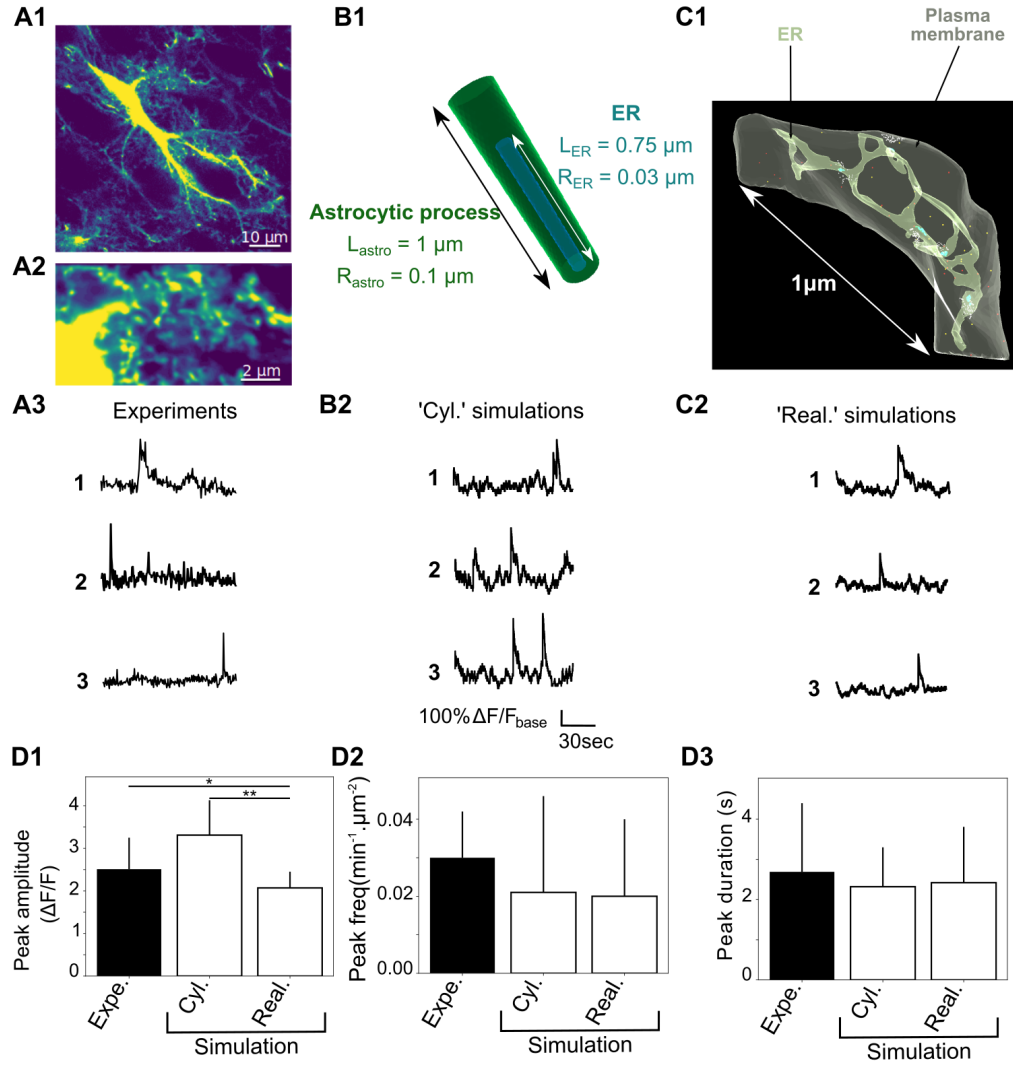 A1
10 µm
A2
2 µm
B1
ER
L_ER = 0.75 µm
R_ER = 0.03 µm
Astrocytic process
L_astro = 1 µm
R_astro = 0.1 µm
C1
ER
Plasma
membrane
1µm
A3
Experiments
1
2
3
B2
'Cyl.' simulations
1
2
3
100% ΔF/F_base
30sec
C2
'Real.' simulations
1
2
3
D1
Peak amplitude
(ΔF/F)
4
3
2
1
0
*
**
Expe.
Cyl.
Real.
Simulation
D2
Peak freq(min⁻¹.µm⁻²)
0.04
0.02
0.00
Expe.
Cyl.
Real.
Simulation
D3
Peak duration (s)
4
2
0
Expe.
Cyl.
Real.
Simulation